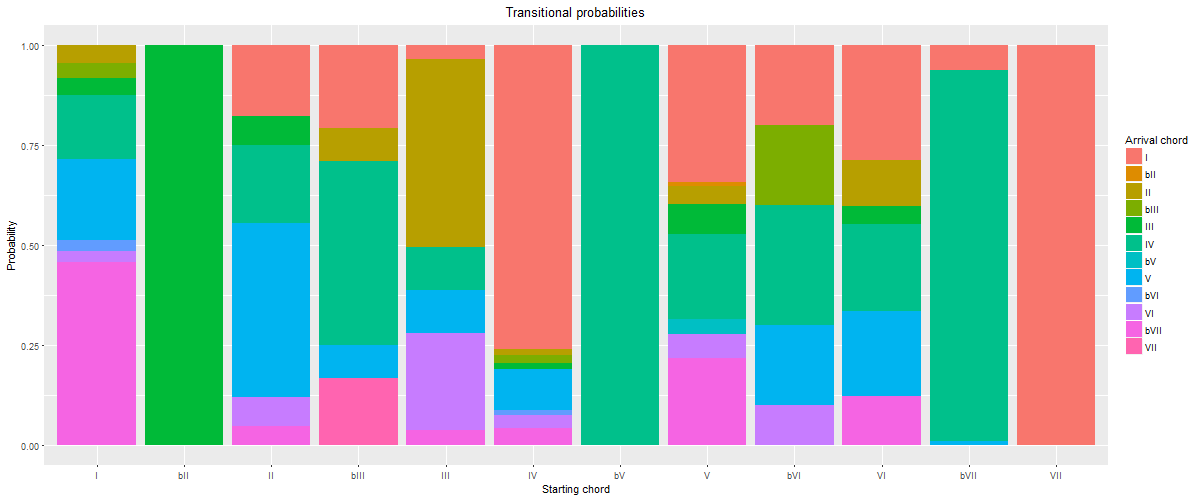 Transitional probabilities
Probability
1.00
0.75
0.50
0.25
0.00
I bII II bIII III IV bV V bVI VI bVII VII
Starting chord
Arrival chord
I
bII
II
bIII
III
IV
bV
V
bVI
VI
bVII
VII